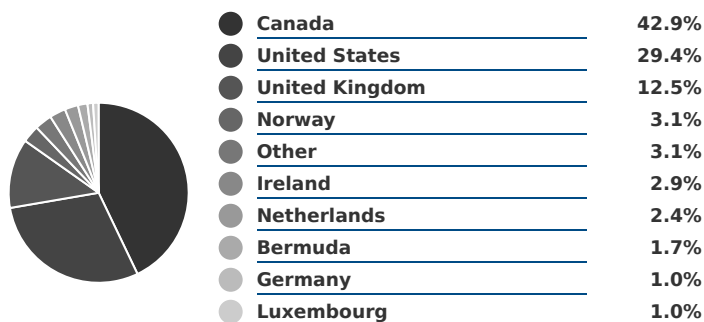 Canada 42.9%
United States 29.4%
United Kingdom 12.5%
Norway 3.1%
Other 3.1%
Ireland 2.9%
Netherlands 2.4%
Bermuda 1.7%
Germany 1.0%
Luxembourg 1.0%